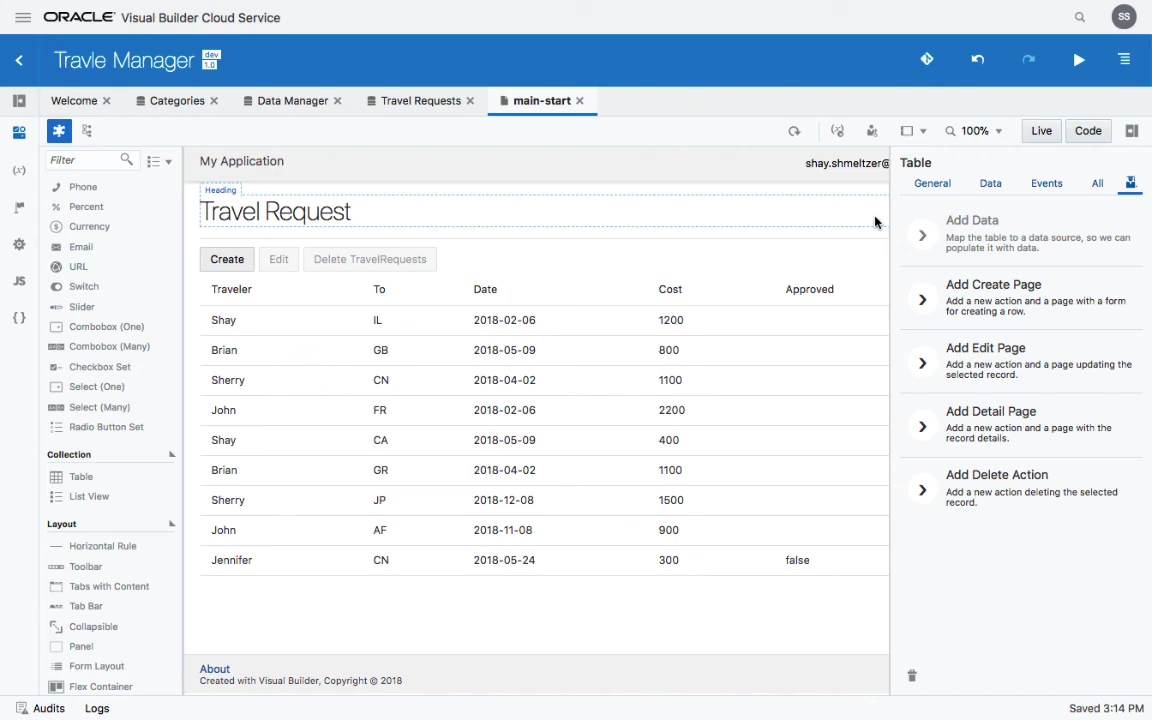 ORACLE Visual Builder Cloud Service
SS
Travle Manager dev 1.0
Welcome
Categories
Data Manager
Travel Requests
main-start
100%
Live
Code
Filter
Phone
Percent
Currency
Email
URL
Switch
Slider
Combobox (One)
Combobox (Many)
Checkbox Set
Select (One)
Select (Many)
Radio Button Set
Collection
Table
List View
Layout
Horizontal Rule
Toolbar
Tabs with Content
Tab Bar
Collapsible
Panel
Form Layout
Flex Container
My Application
shay.shmeltzer@
Heading
Travel Request
Create Edit Delete TravelRequests
Traveler To Date Cost Approved
Shay IL 2018-02-06 1200
Brian GB 2018-05-09 800
Sherry CN 2018-04-02 1100
John FR 2018-02-06 2200
Shay CA 2018-05-09 400
Brian GR 2018-04-02 1100
Sherry JP 2018-12-08 1500
John AF 2018-11-08 900
Jennifer CN 2018-05-24 300 false
About
Created with Visual Builder, Copyright © 2018
Table
General Data Events All
Add Data
Map the table to a data source, so we can
populate it with data.
Add Create Page
Add a new action and a page with a form
for creating a row.
Add Edit Page
Add a new action and a page updating the
selected record.
Add Detail Page
Add a new action and a page with the
record details.
Add Delete Action
Add a new action deleting the selected
record.
(x)
JS
{ }
Audits Logs
Saved 3:14 PM